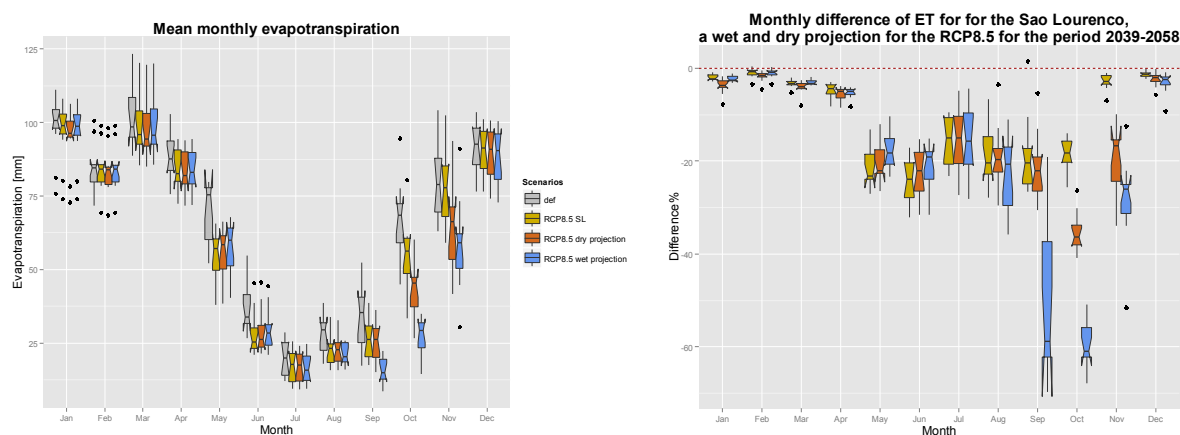 Mean monthly evapotranspiration
125
100
75
50
25
Evapotranspiration [mm]
Jan Feb Mar Apr May Jun Jul Aug Sep Oct Nov Dec
Month
Scenarios
def
RCP8.5 SL
RCP8.5 dry projection
RCP8.5 wet projection
Monthly difference of ET for for the Sao Lourenco,
a wet and dry projection for the RCP8.5 for the period 2039-2058
0
-20
-40
-60
Difference%
Jan Feb Mar Apr May Jun Jul Aug Sep Oct Nov Dec
Month